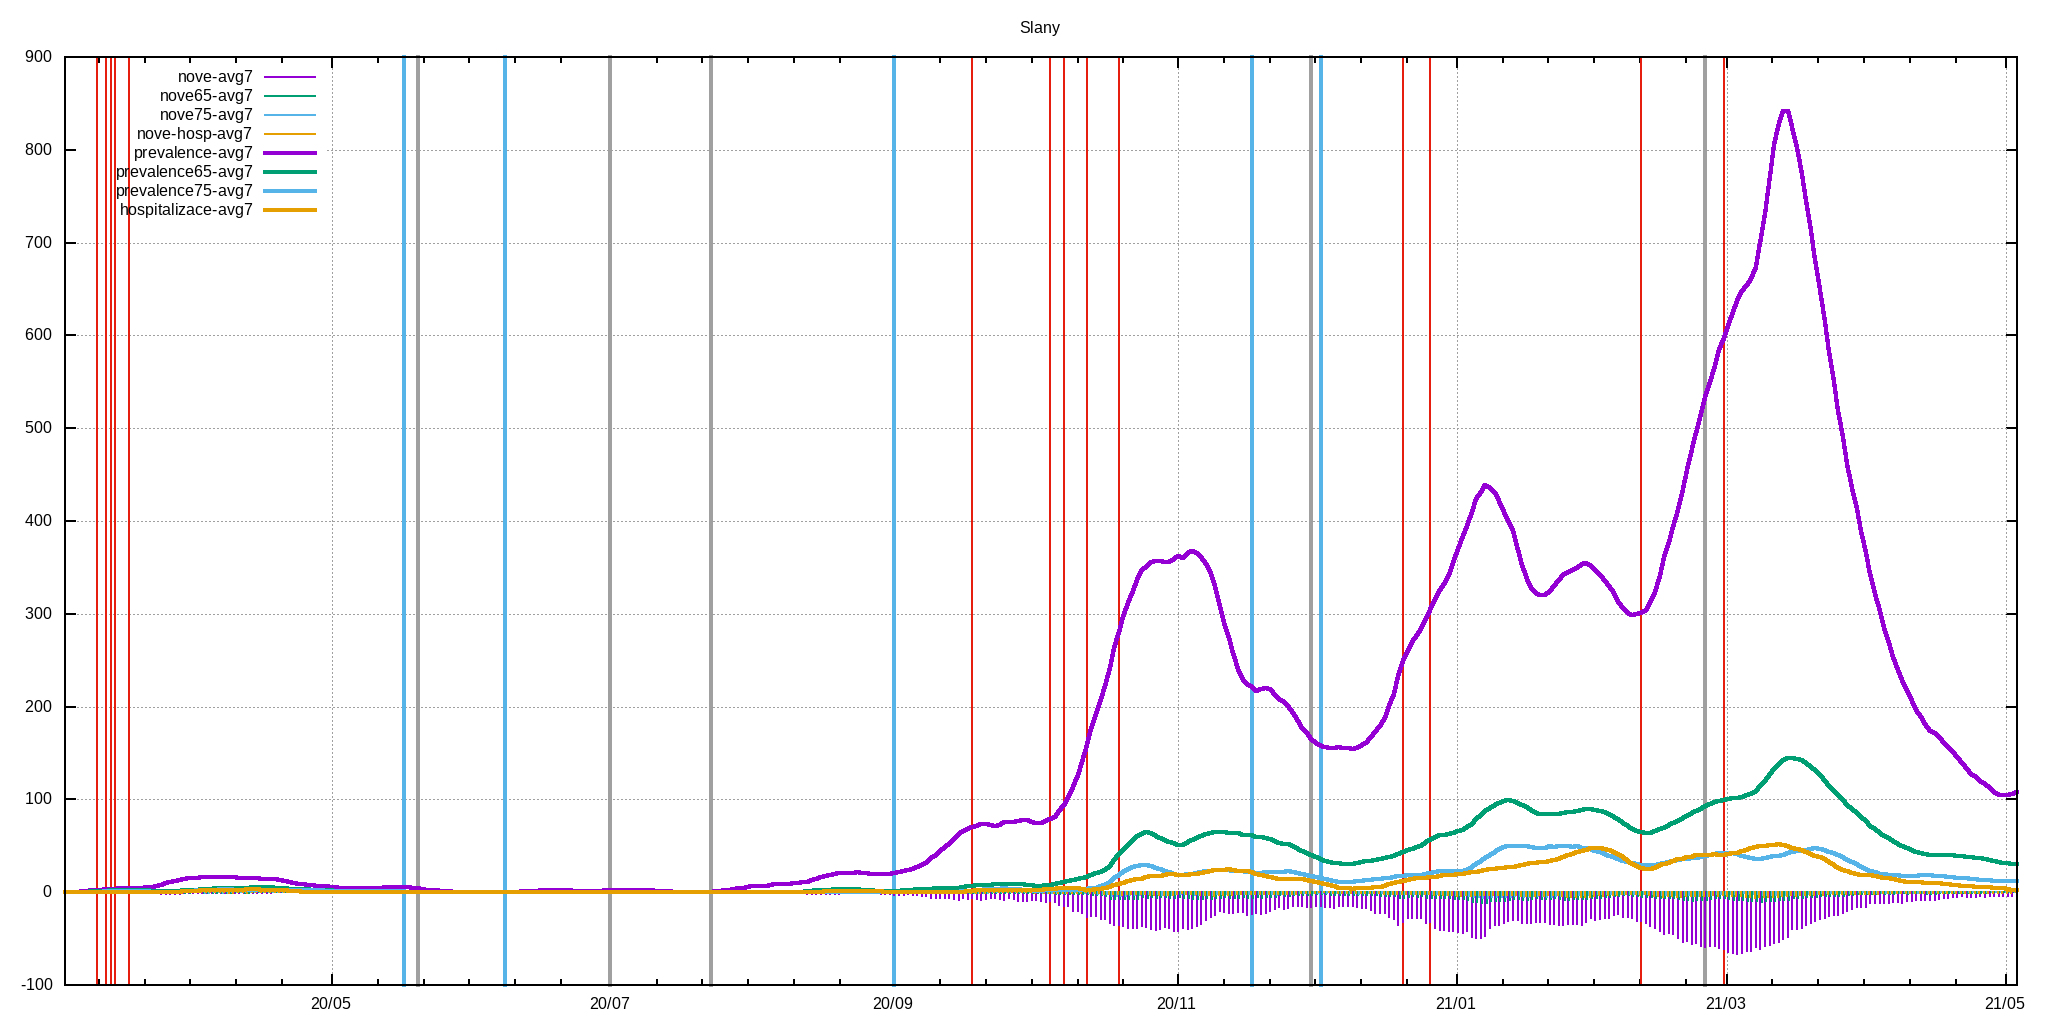 Slany
900
800
700
600
500
400
300
200
100
0
-100
nove-avg7
nove65-avg7
nove75-avg7
nove-hosp-avg7
prevalence-avg7
prevalence65-avg7
prevalence75-avg7
hospitalizace-avg7
20/05
20/07
20/09
20/11
21/01
21/03
21/05